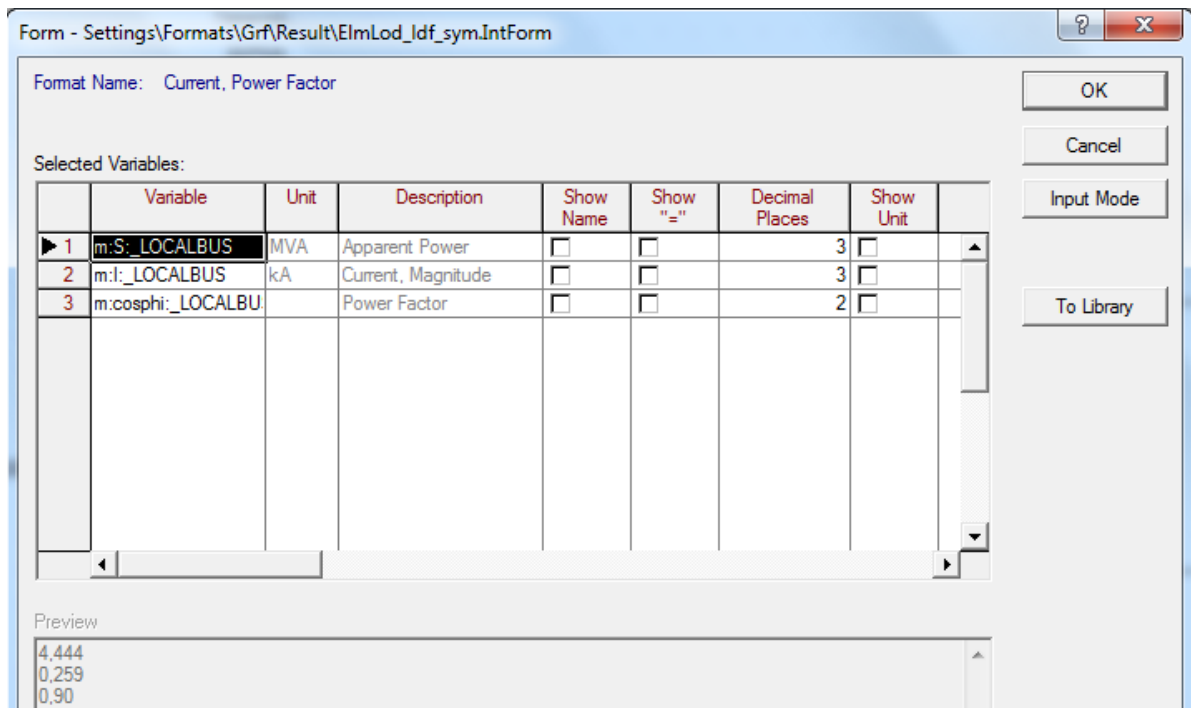 Form - Settings\Formats\Grf\Result\ElmLod_ldf_sym.IntForm
Format Name: Current, Power Factor
OK
Cancel
Input Mode
To Library
Selected Variables:
Variable Unit Description Show Name Show "=" Decimal Places Show Unit
1 m:S:_LOCALBUS MVA Apparent Power 3
2 m:I:_LOCALBUS kA Current, Magnitude 3
3 m:cosphi:_LOCALBU Power Factor 2
Preview
4,444
0,259
0,90